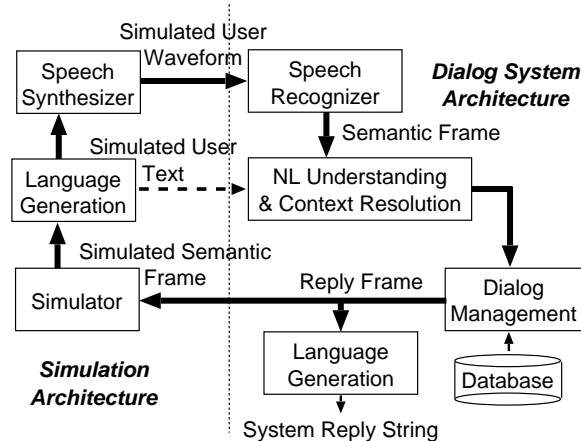 Simulated User
Waveform
Speech
Synthesizer
Speech
Recognizer
Dialog System
Architecture
Semantic Frame
Simulated User
Text
Language
Generation
NL Understanding
& Context Resolution
Simulated Semantic
Frame
Reply Frame
Simulator
Dialog
Management
Simulation
Architecture
Language
Generation
Database
System Reply String